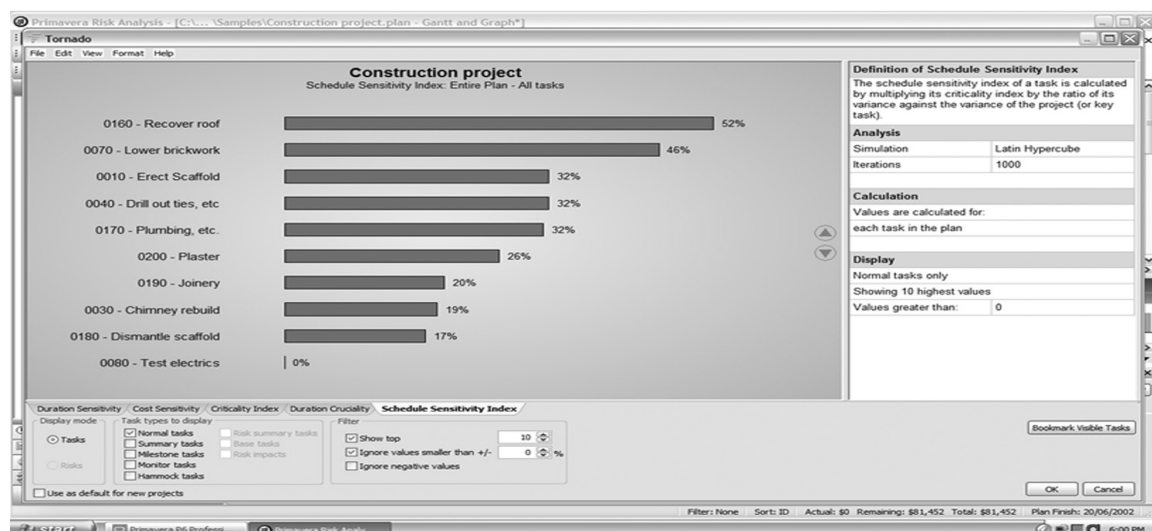 Primavera Risk Analysis - [C:\... \Samples\Construction project.plan - Gantt and Graph*]
Tornado
File Edit View Format Help
Construction project
Schedule Sensitivity Index: Entire Plan - All tasks
0160 - Recover roof 52%
0070 - Lower brickwork 46%
0010 - Erect Scaffold 32%
0040 - Drill out ties, etc 32%
0170 - Plumbing, etc. 32%
0200 - Plaster 26%
0190 - Joinery 20%
0030 - Chimney rebuild 19%
0180 - Dismantle scaffold 17%
0080 - Test electrics 0%
Definition of Schedule Sensitivity Index
The schedule sensitivity index of a task is calculated
by multiplying its criticality index by the ratio of its
variance against the variance of the project (or key
task).
Analysis
Simulation Latin Hypercube
Iterations 1000
Calculation
Values are calculated for:
each task in the plan
Display
Normal tasks only
Showing 10 highest values
Values greater than: 0
Duration Sensitivity Cost Sensitivity Criticality Index Duration Cruciality Schedule Sensitivity Index
Display mode
Tasks
Risks
Task types to display
Normal tasks
Summary tasks
Milestone tasks
Monitor tasks
Hammock tasks
Risk summary tasks
Base tasks
Risk impacts
Filter
Show top 10
Ignore values smaller than +/- 0 %
Ignore negative values
Bookmark Visible Tasks
Use as default for new projects
OK Cancel
Filter: None Sort: ID Actual: $0 Remaining: $81,452 Total: $81,452 Plan Finish: 20/06/2002
start Primavera P6 Professi... Primavera Risk Analy... 6:00 PM